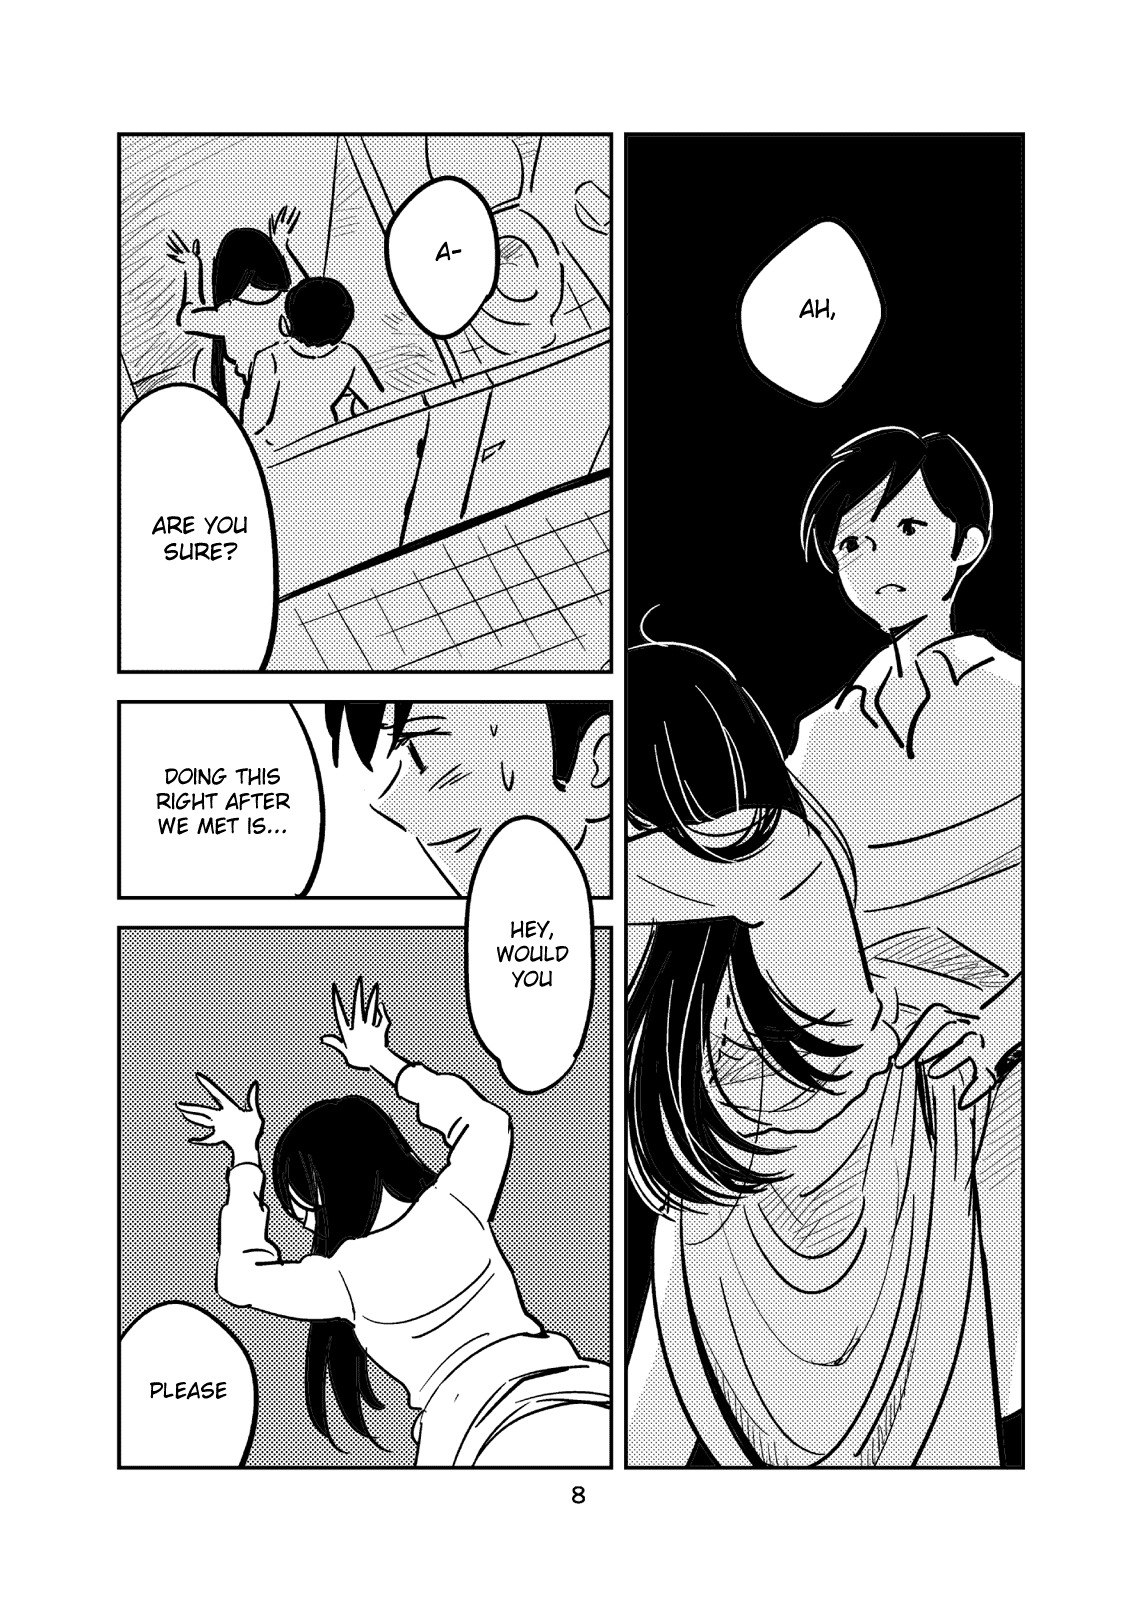 AH,
A-
ARE YOU
SURE?
DOING THIS
RIGHT AFTER
WE MET IS...
HEY,
WOULD
YOU
PLEASE
8